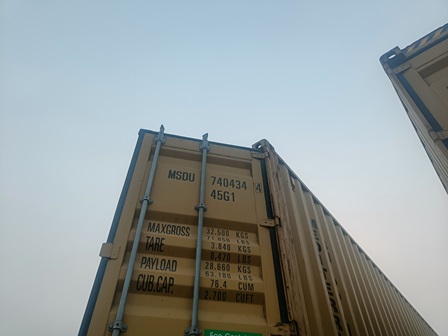 MSDU 740434 4
45G1
MAXGROSS 32.500 KGS
71.650 LBS
TARE 3.840 KGS
8.470 LBS
PAYLOAD 28.660 KGS
63.180 LBS
CUB.CAP. 76.4 CUM
2.700 CUFT